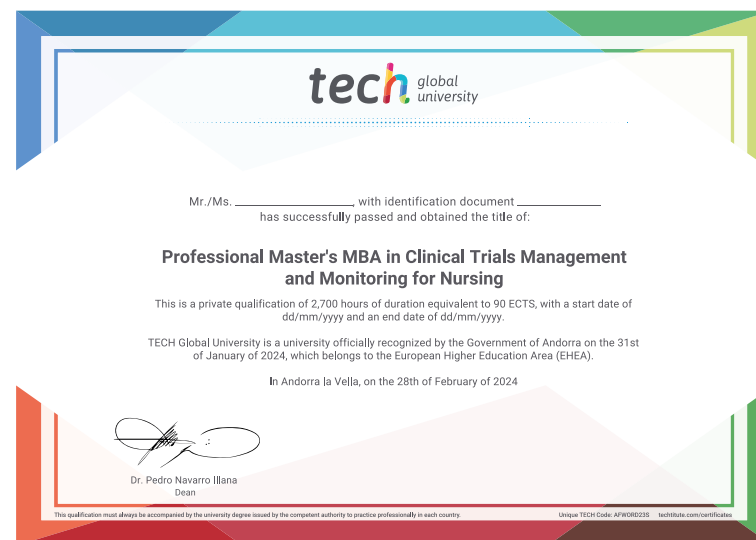 tech global university
Mr./Ms. ____________________, with identification document ______________
has successfully passed and obtained the title of:
Professional Master's MBA in Clinical Trials Management
and Monitoring for Nursing
This is a private qualification of 2,700 hours of duration equivalent to 90 ECTS, with a start date of
dd/mm/yyyy and an end date of dd/mm/yyyy.
TECH Global University is a university officially recognized by the Government of Andorra on the 31st
of January of 2024, which belongs to the European Higher Education Area (EHEA).
In Andorra la Vella, on the 28th of February of 2024
Dr. Pedro Navarro Illana
Dean
This qualification must always be accompanied by the university degree issued by the competent authority to practice professionally in each country. Unique TECH Code: AFWORD23S techtitute.com/certificates